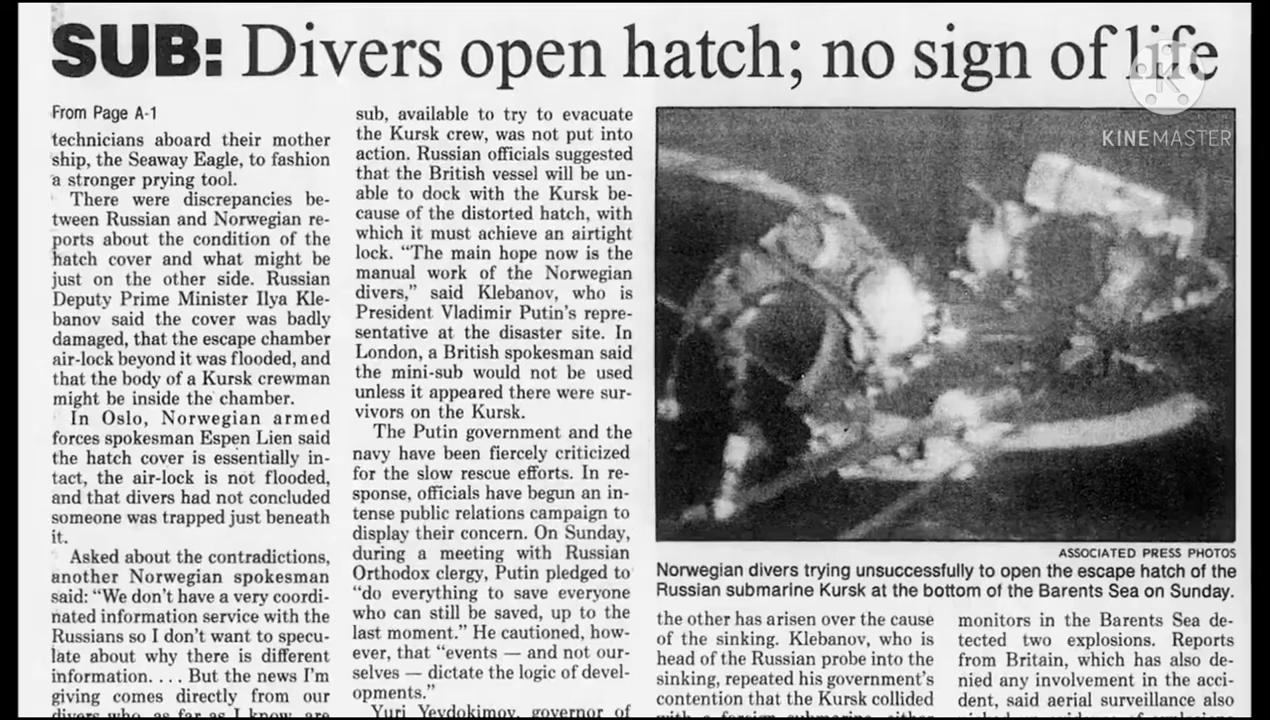 SUB: Divers open hatch; no sign of life
K
KINEMASTER
From Page A-1
technicians aboard their mother
ship, the Seaway Eagle, to fashion
a stronger prying tool.
There were discrepancies be-
tween Russian and Norwegian re-
ports about the condition of the
hatch cover and what might be
just on the other side. Russian
Deputy Prime Minister Ilya Kle-
banov said the cover was badly
damaged, that the escape chamber
air-lock beyond it was flooded, and
that the body of a Kursk crewman
might be inside the chamber.
In Oslo, Norwegian armed
forces spokesman Espen Lien said
the hatch cover is essentially in-
tact, the air-lock is not flooded,
and that divers had not concluded
someone was trapped just beneath
it.
Asked about the contradictions,
another Norwegian spokesman
said: “We don’t have a very coordi-
nated information service with the
Russians so I don’t want to specu-
late about why there is different
information. . . . But the news I’m
giving comes directly from our
divers who, as far as I know, are
sub, available to try to evacuate
the Kursk crew, was not put into
action. Russian officials suggested
that the British vessel will be un-
able to dock with the Kursk be-
cause of the distorted hatch, with
which it must achieve an airtight
lock. “The main hope now is the
manual work of the Norwegian
divers,” said Klebanov, who is
President Vladimir Putin’s repre-
sentative at the disaster site. In
London, a British spokesman said
the mini-sub would not be used
unless it appeared there were sur-
vivors on the Kursk.
The Putin government and the
navy have been fiercely criticized
for the slow rescue efforts. In re-
sponse, officials have begun an in-
tense public relations campaign to
display their concern. On Sunday,
during a meeting with Russian
Orthodox clergy, Putin pledged to
“do everything to save everyone
who can still be saved, up to the
last moment.” He cautioned, how-
ever, that “events — and not our-
selves — dictate the logic of devel-
opments.”
Yuri Yevdokimov, governor of
ASSOCIATED PRESS PHOTOS
Norwegian divers trying unsuccessfully to open the escape hatch of the
Russian submarine Kursk at the bottom of the Barents Sea on Sunday.
the other has arisen over the cause
of the sinking. Klebanov, who is
head of the Russian probe into the
sinking, repeated his government’s
contention that the Kursk collided
with a foreign submarine, either
monitors in the Barents Sea de-
tected two explosions. Reports
from Britain, which has also de-
nied any involvement in the acci-
dent, said aerial surveillance also